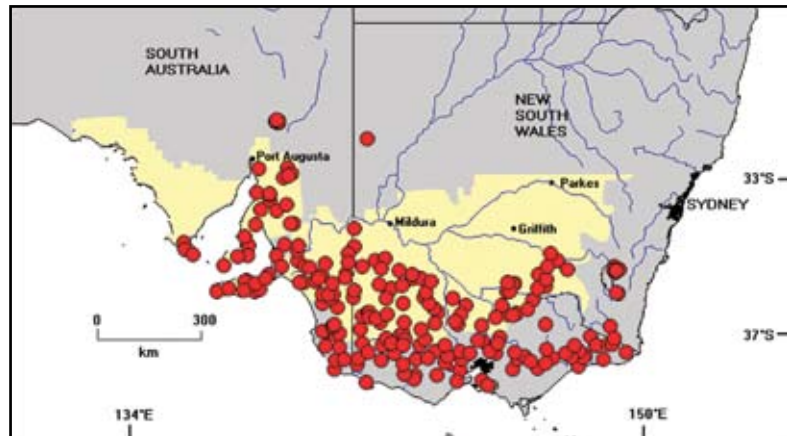 SOUTH
AUSTRALIA
NEW
SOUTH
WALES
Port Augusta
33°S
Parkes
SYDNEY
Mildura
Griffith
0 300
km
37°S
134°E 150°E